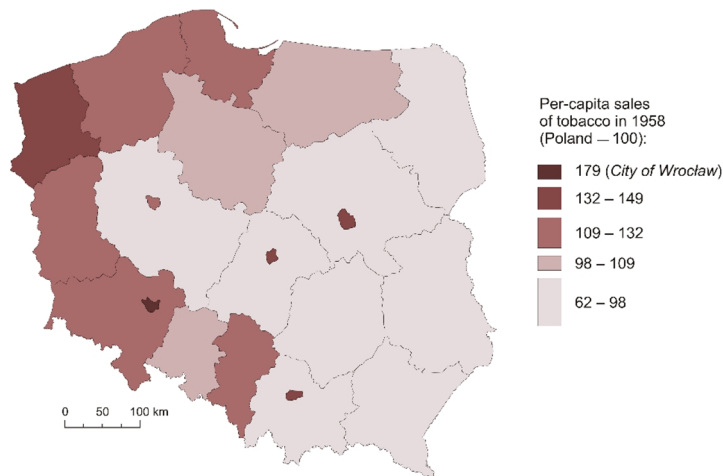 Per-capita sales
of tobacco in 1958
(Poland — 100):
179 (City of Wrocław)
132 – 149
109 – 132
98 – 109
62 – 98
0 50 100 km